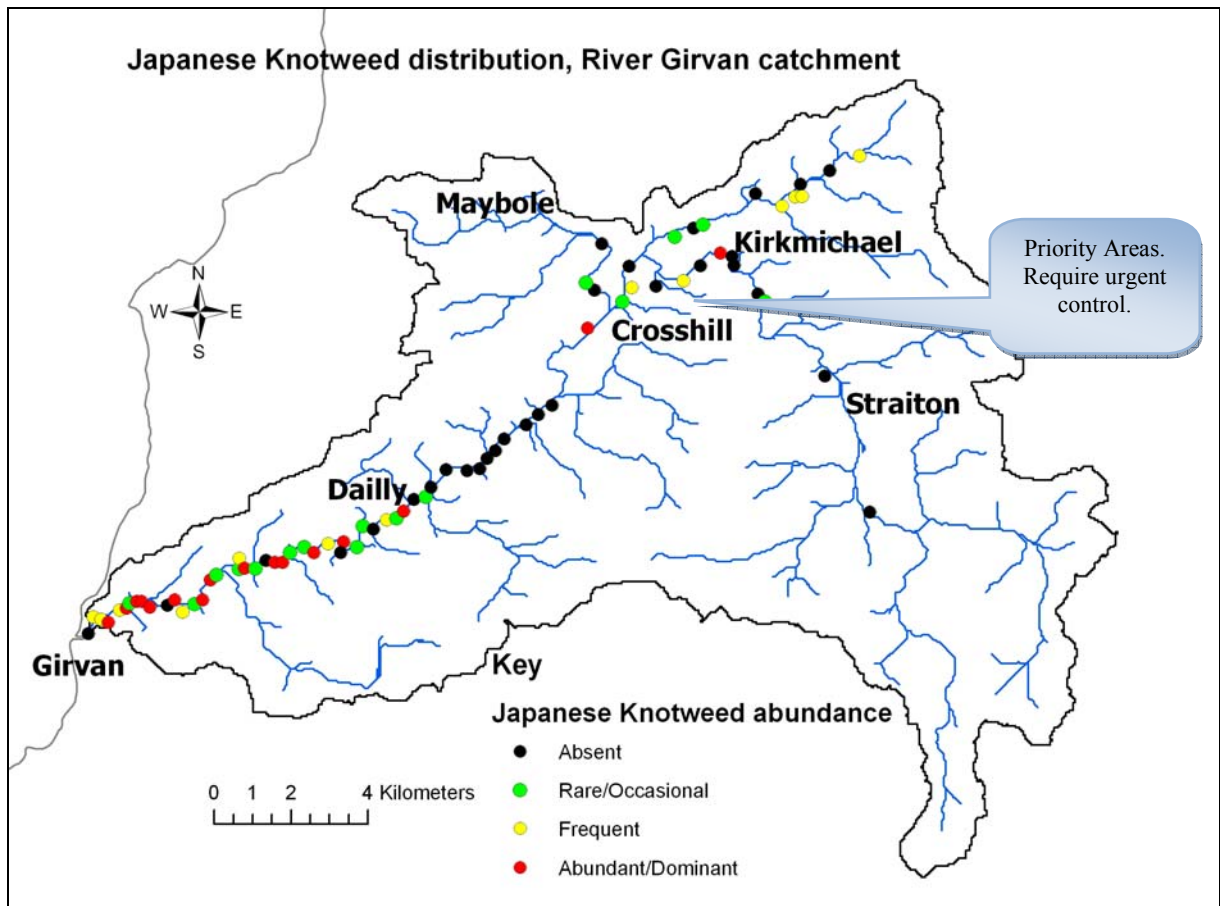 Japanese Knotweed distribution, River Girvan catchment
Maybole
Kirkmichael
Priority Areas.
Require urgent
control.
N
W E
S
Crosshill
Straiton
Dailly
Girvan
Key
Japanese Knotweed abundance
Absent
Rare/Occasional
Frequent
Abundant/Dominant
0 1 2 4 Kilometers